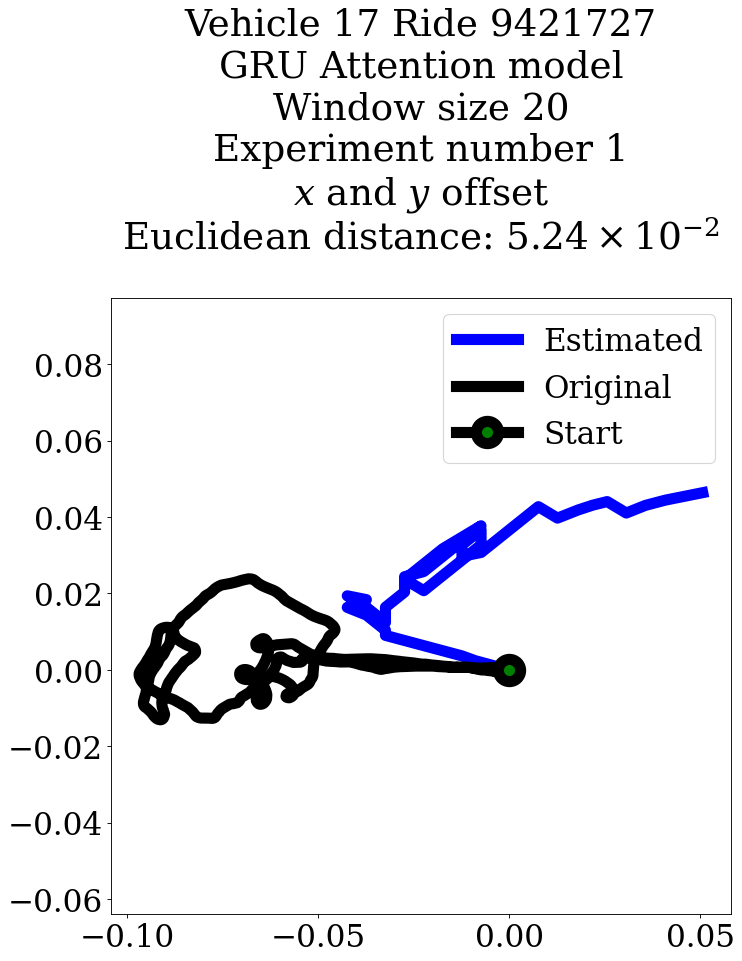 Vehicle 17 Ride 9421727
GRU Attention model
Window size 20
Experiment number 1
x and y offset
Euclidean distance: 5.24 × 10⁻²
Estimated
Original
Start
0.08
0.06
0.04
0.02
0.00
−0.02
−0.04
−0.06
−0.10 −0.05 0.00 0.05